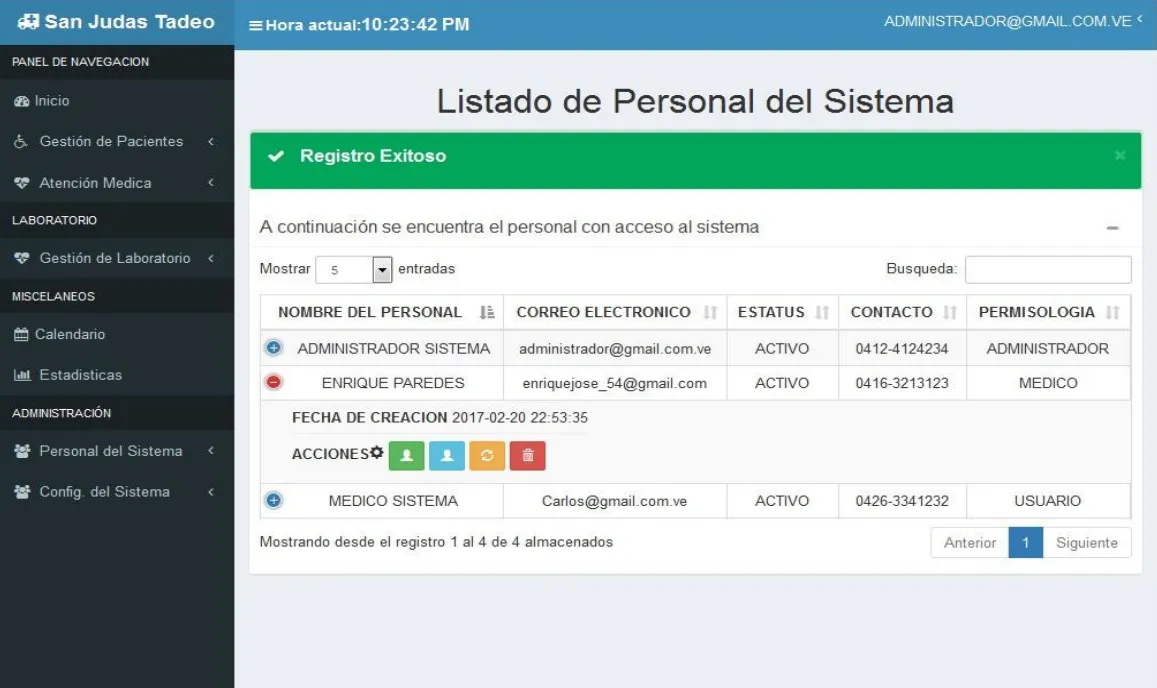 San Judas Tadeo
Hora actual:10:23:42 PM
ADMINISTRADOR@GMAIL.COM.VE
PANEL DE NAVEGACION
Inicio
Gestión de Pacientes
Atención Medica
LABORATORIO
Gestión de Laboratorio
MISCELANEOS
Calendario
Estadisticas
ADMINISTRACIÓN
Personal del Sistema
Config. del Sistema
Listado de Personal del Sistema
Registro Exitoso
A continuación se encuentra el personal con acceso al sistema
Mostrar 5 entradas
Busqueda:
NOMBRE DEL PERSONAL CORREO ELECTRONICO ESTATUS CONTACTO PERMISOLOGIA
ADMINISTRADOR SISTEMA administrador@gmail.com.ve ACTIVO 0412-4124234 ADMINISTRADOR
ENRIQUE PAREDES enriquejose_54@gmail.com ACTIVO 0416-3213123 MEDICO
FECHA DE CREACION 2017-02-20 22:53:35
ACCIONES
MEDICO SISTEMA Carlos@gmail.com.ve ACTIVO 0426-3341232 USUARIO
Mostrando desde el registro 1 al 4 de 4 almacenados
Anterior 1 Siguiente